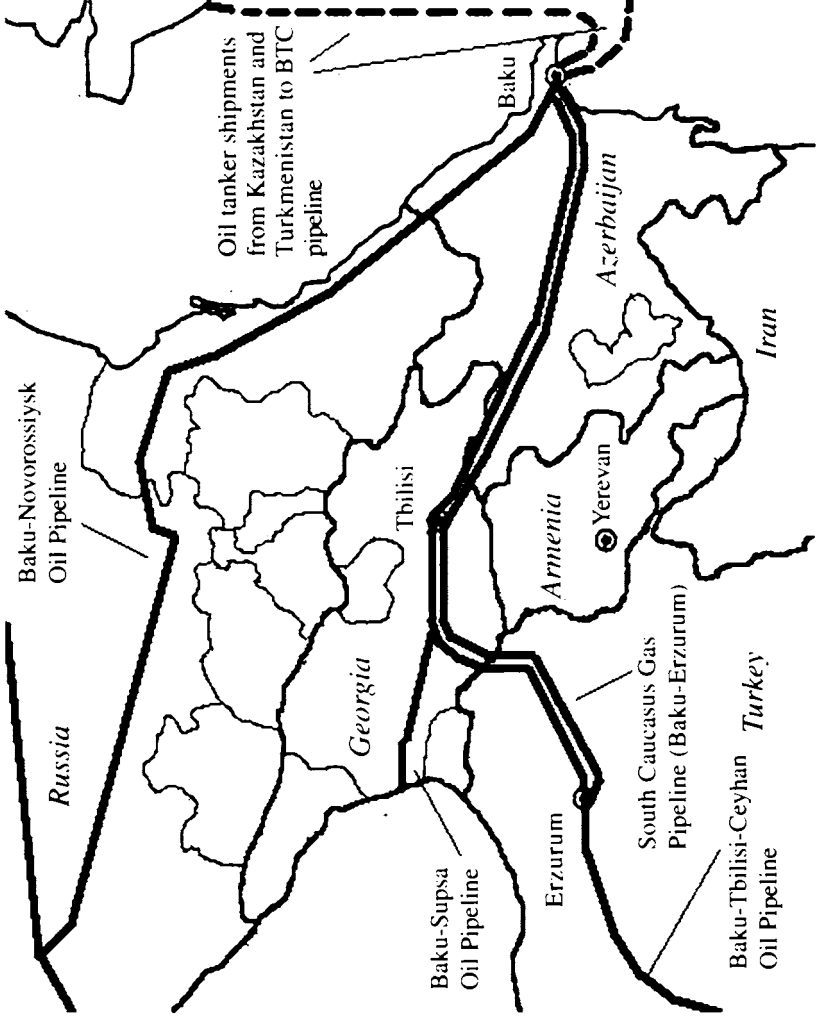 Russia
Baku-Novorossiysk
Oil Pipeline
Oil tanker shipments
from Kazakhstan and
Turkmenistan to BTC
pipeline
Georgia
Tbilisi
Baku
Baku-Supsa
Oil Pipeline
Armenia
Yerevan
Azerbaijan
Erzurum
South Caucasus Gas
Pipeline (Baku-Erzurum)
Iran
Baku-Tbilisi-Ceyhan
Oil Pipeline
Turkey